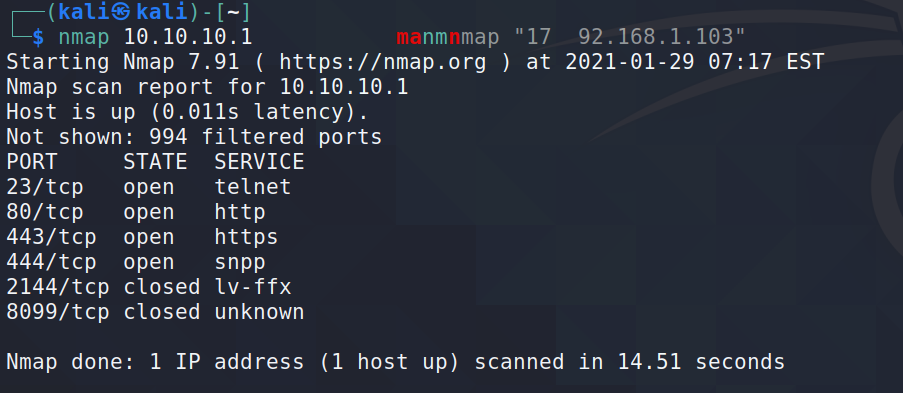 ┌──(kali㉿kali)-[~]
└─$ nmap 10.10.10.1 manmnmap "17 92.168.1.103"
Starting Nmap 7.91 ( https://nmap.org ) at 2021-01-29 07:17 EST
Nmap scan report for 10.10.10.1
Host is up (0.011s latency).
Not shown: 994 filtered ports
PORT     STATE  SERVICE
23/tcp   open   telnet
80/tcp   open   http
443/tcp  open   https
444/tcp  open   snpp
2144/tcp closed lv-ffx
8099/tcp closed unknown
Nmap done: 1 IP address (1 host up) scanned in 14.51 seconds